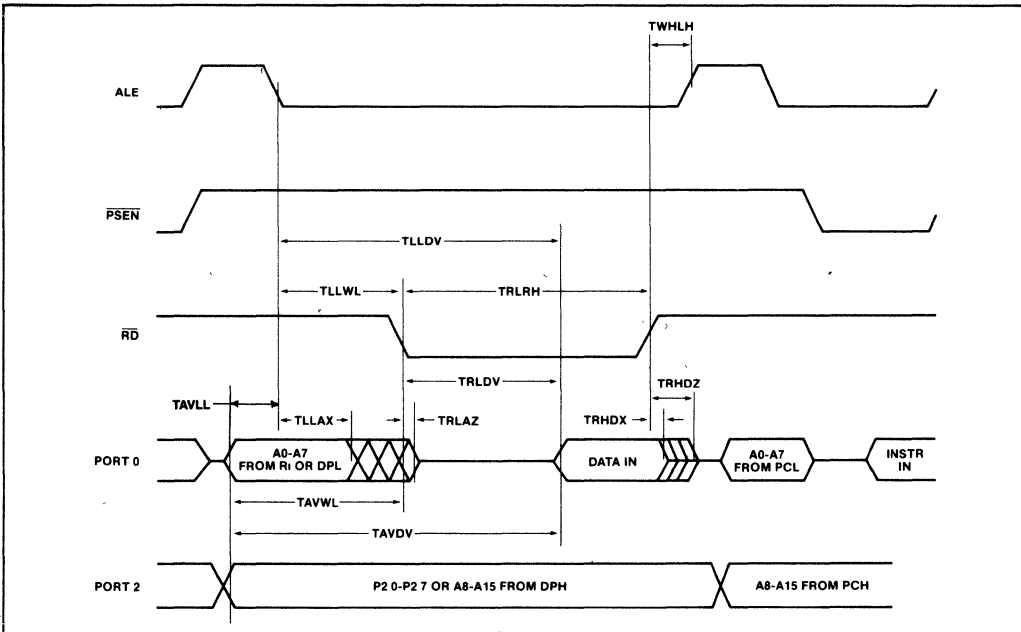 TWHLH
ALE
PSEN
TLLDV
TLLWL
TRLRH
RD
TRLDV
TRHDZ
TAVLL
TLLAX
TRLAZ
TRHDX
PORT 0
A0-A7
FROM RI OR DPL
DATA IN
A0-A7
FROM PCL
INSTR
IN
TAVWL
TAVDV
PORT 2
P2 0-P2 7 OR A8-A15 FROM DPH
A8-A15 FROM PCH